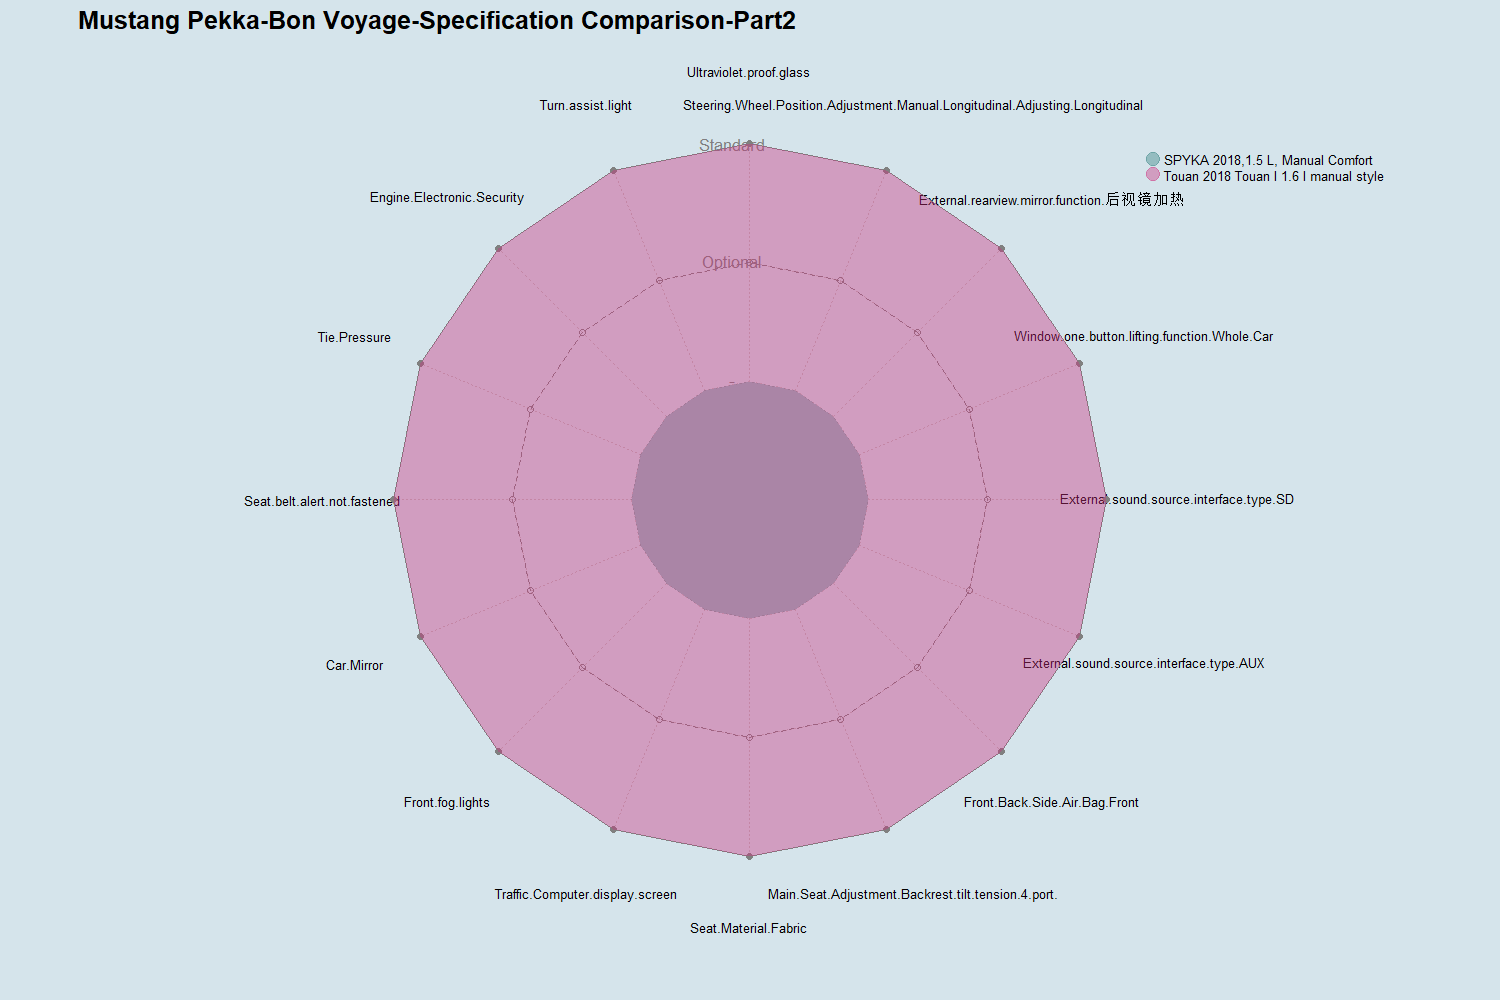 Mustang Pekka-Bon Voyage-Specification Comparison-Part2
Ultraviolet.proof.glass
Turn.assist.light
Steering.Wheel.Position.Adjustment.Manual.Longitudinal.Adjusting.Longitudinal
Standard
SPYKA 2018,1.5 L, Manual Comfort
Touan 2018 Touan I 1.6 l manual style
Engine.Electronic.Security
External.rearview.mirror.function.后视镜加热
Optional
Tie.Pressure
Window.one.button.lifting.function.Whole.Car
-
Seat.belt.alert.not.fastened
External.sound.source.interface.type.SD
Car.Mirror
External.sound.source.interface.type.AUX
Front.fog.lights
Front.Back.Side.Air.Bag.Front
Traffic.Computer.display.screen
Main.Seat.Adjustment.Backrest.tilt.tension.4.port.
Seat.Material.Fabric